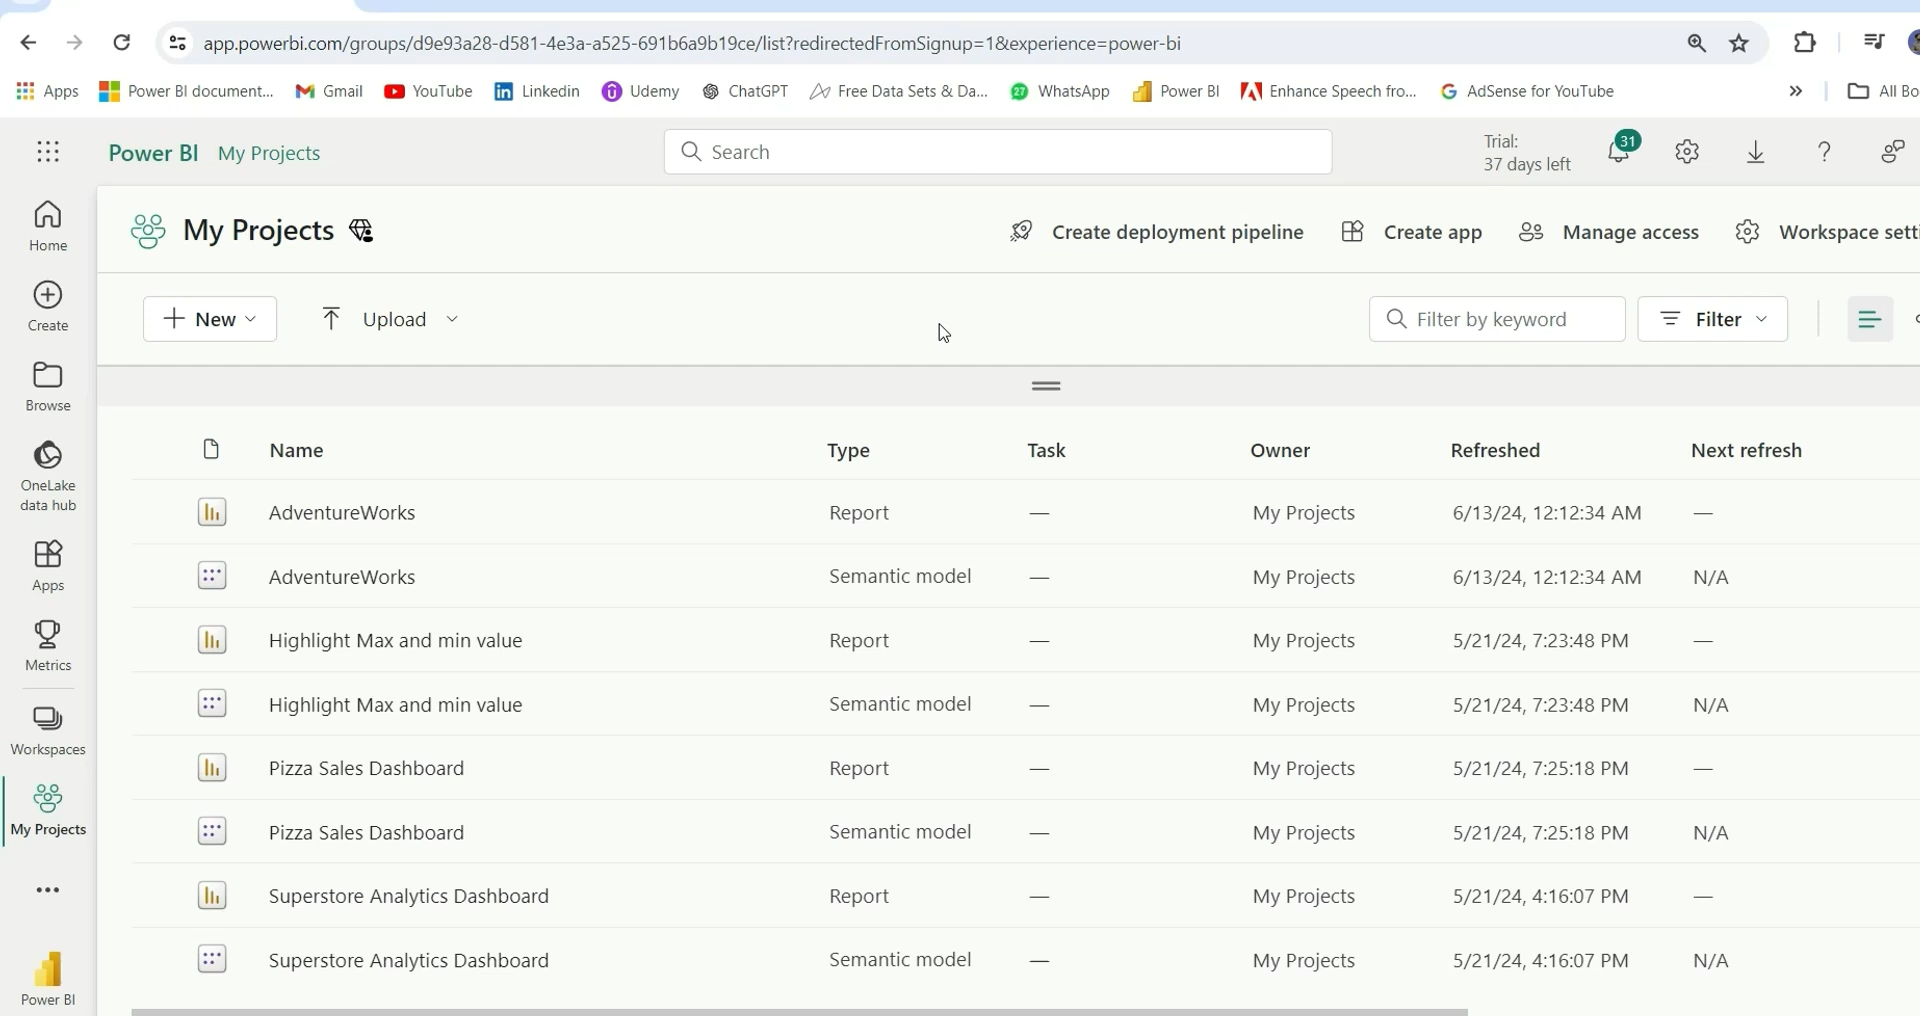 app.powerbi.com/groups/d9e93a28-d581-4e3a-a525-691b6a9b19ce/list?redirectedFromSignup=1&experience=power-bi
Apps Power BI document... Gmail YouTube Linkedin Udemy ChatGPT Free Data Sets & Da... 27 WhatsApp Power BI Enhance Speech fro... AdSense for YouTube » All Bo
Power BI My Projects Search Trial: 31
37 days left
My Projects Create deployment pipeline Create app Manage access Workspace setti
Home
Create
New Upload Filter by keyword Filter
Browse
OneLake
data hub
Apps
Metrics
Workspaces
My Projects
Power BI
Name Type Task Owner Refreshed Next refresh
AdventureWorks Report — My Projects 6/13/24, 12:12:34 AM —
AdventureWorks Semantic model — My Projects 6/13/24, 12:12:34 AM N/A
Highlight Max and min value Report — My Projects 5/21/24, 7:23:48 PM —
Highlight Max and min value Semantic model — My Projects 5/21/24, 7:23:48 PM N/A
Pizza Sales Dashboard Report — My Projects 5/21/24, 7:25:18 PM —
Pizza Sales Dashboard Semantic model — My Projects 5/21/24, 7:25:18 PM N/A
Superstore Analytics Dashboard Report — My Projects 5/21/24, 4:16:07 PM —
Superstore Analytics Dashboard Semantic model — My Projects 5/21/24, 4:16:07 PM N/A